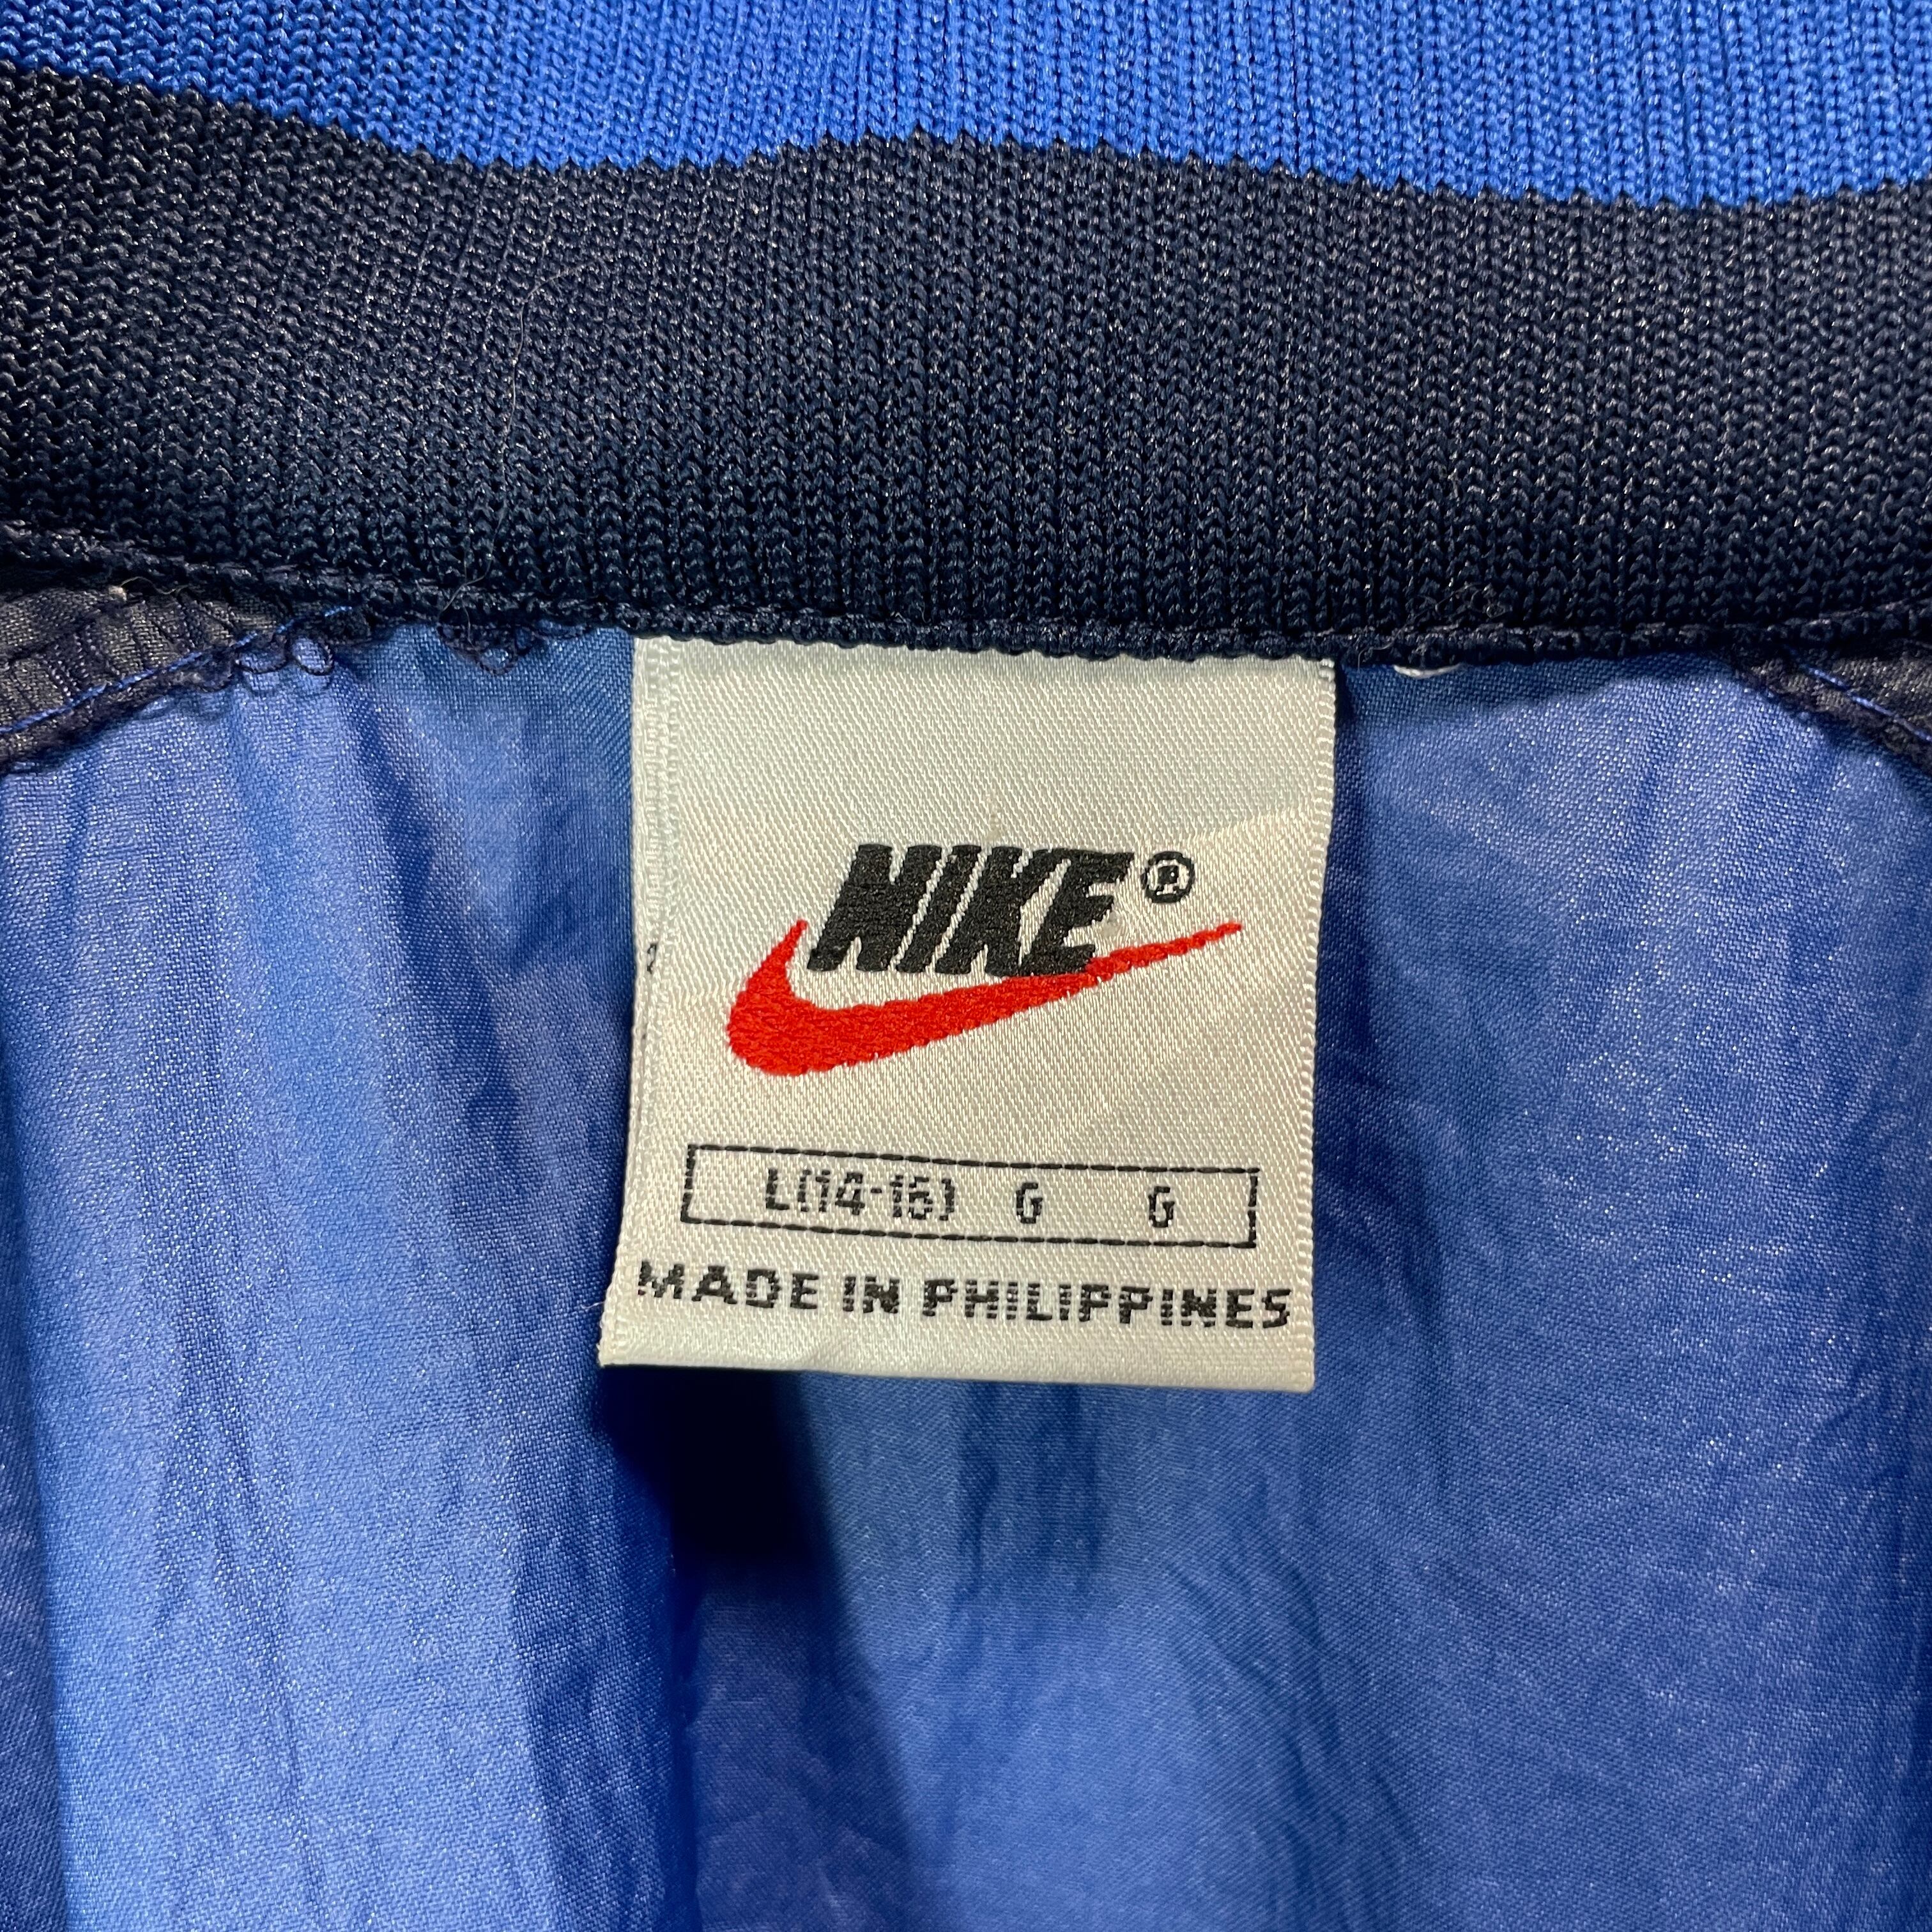 NIKE®
L(14-16) G G
MADE IN PHILIPPINES